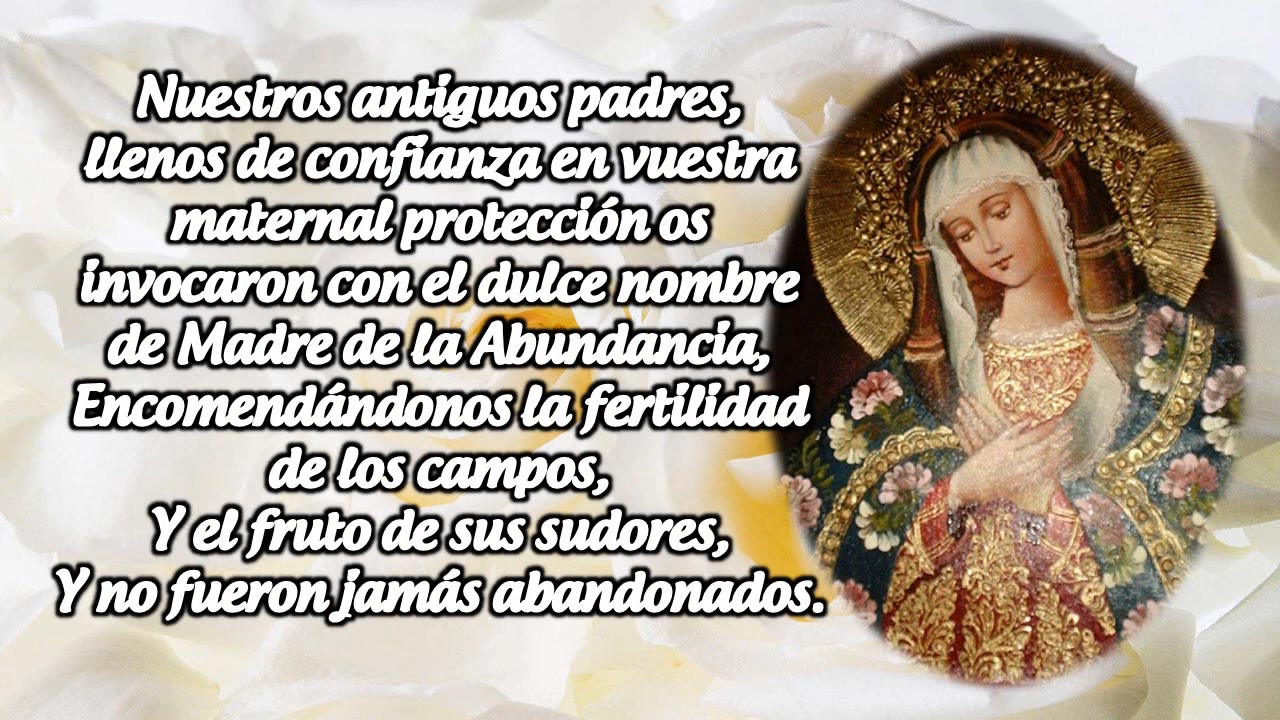 Nuestros antiguos padres,
llenos de confianza en vuestra
maternal protección os
invocaron con el dulce nombre
de Madre de la Abundancia,
Encomendándonos la fertilidad
de los campos,
Y el fruto de sus sudores,
Y no fueron jamás abandonados.